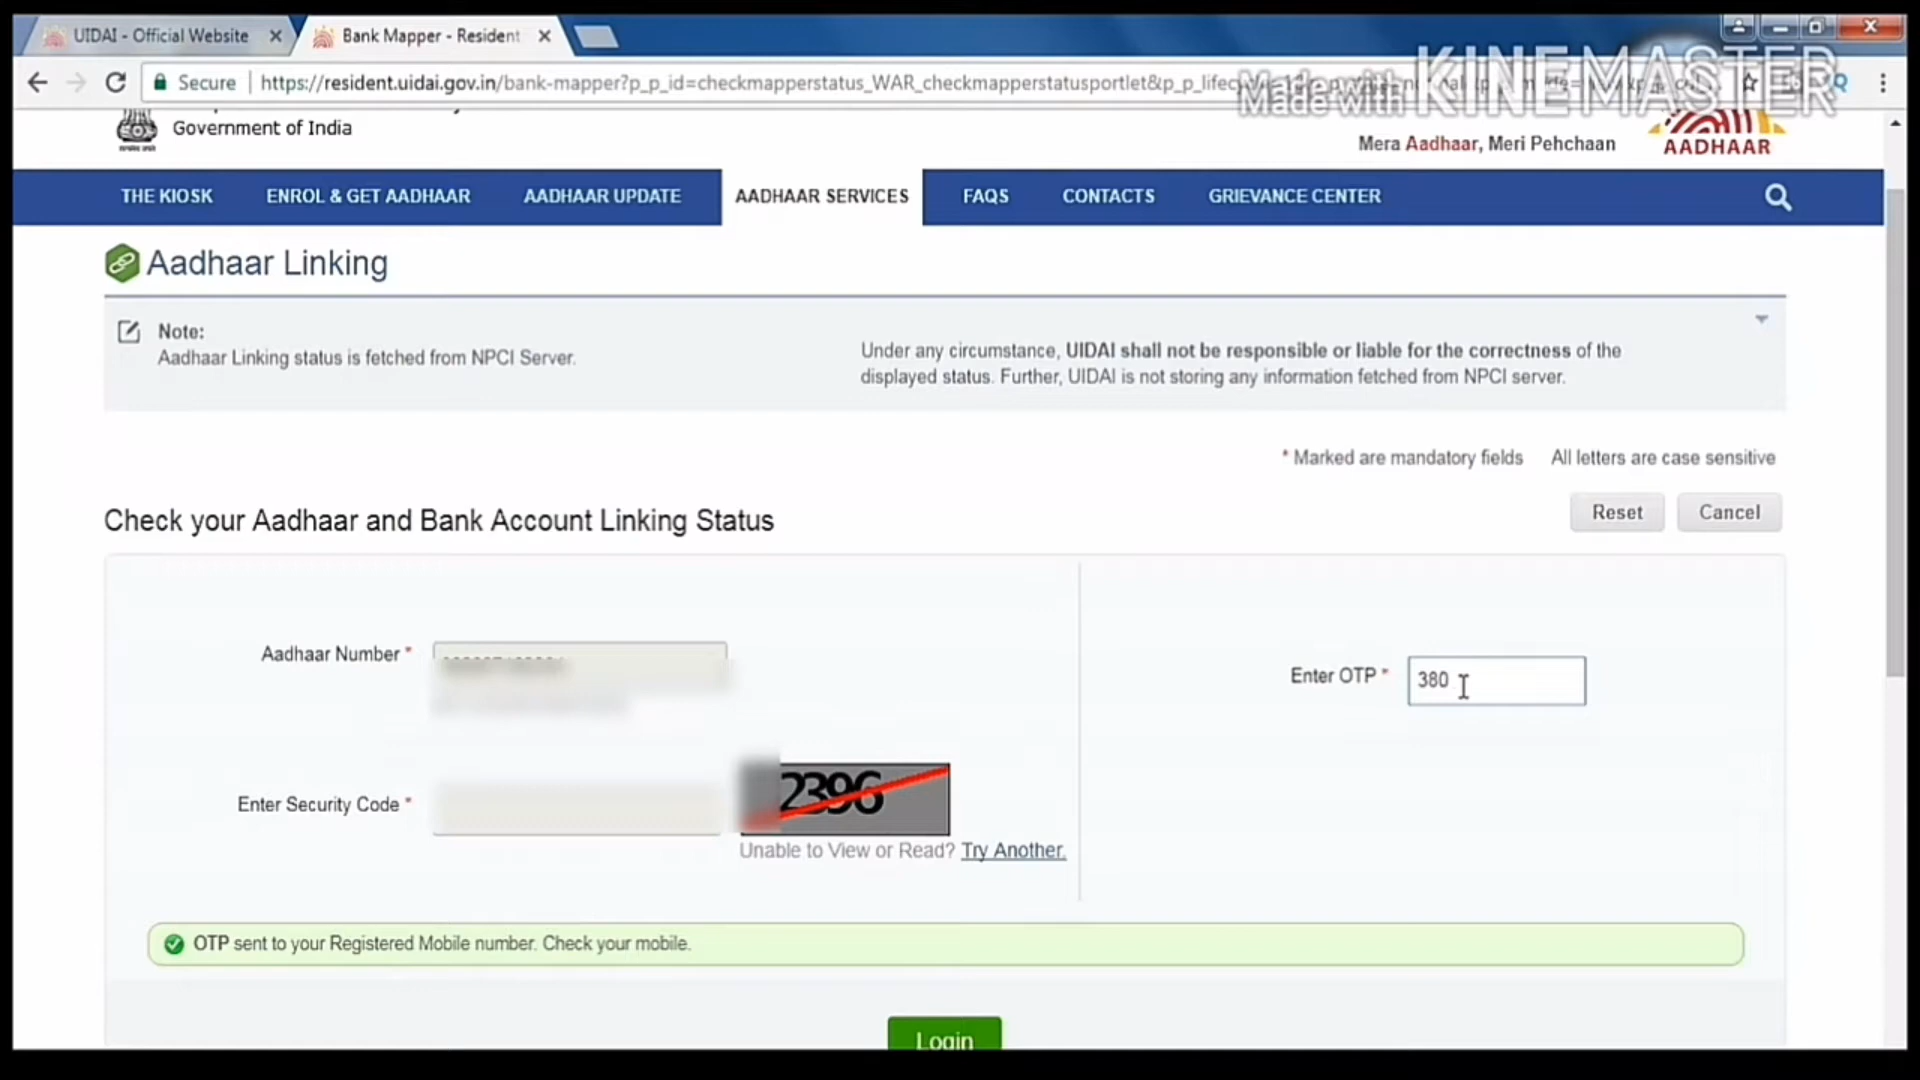 UIDAI - Official Website
Bank Mapper - Resident
Secure
https://resident.uidai.gov.in/bank-mapper?p_p_id=checkmapperstatus_WAR_checkmapperstatusportlet&p_p_lifecy
Made with KINEMASTER
Government of India
Mera Aadhaar, Meri Pehchaan
AADHAAR
THE KIOSK
ENROL & GET AADHAAR
AADHAAR UPDATE
AADHAAR SERVICES
FAQS
CONTACTS
GRIEVANCE CENTER
Aadhaar Linking
Note:
Aadhaar Linking status is fetched from NPCI Server.
Under any circumstance, UIDAI shall not be responsible or liable for the correctness of the
displayed status. Further, UIDAI is not storing any information fetched from NPCI server.
* Marked are mandatory fields
All letters are case sensitive
Check your Aadhaar and Bank Account Linking Status
Reset
Cancel
Aadhaar Number *
Enter OTP *
380
Enter Security Code *
2396
Unable to View or Read? Try Another.
OTP sent to your Registered Mobile number. Check your mobile.
Login